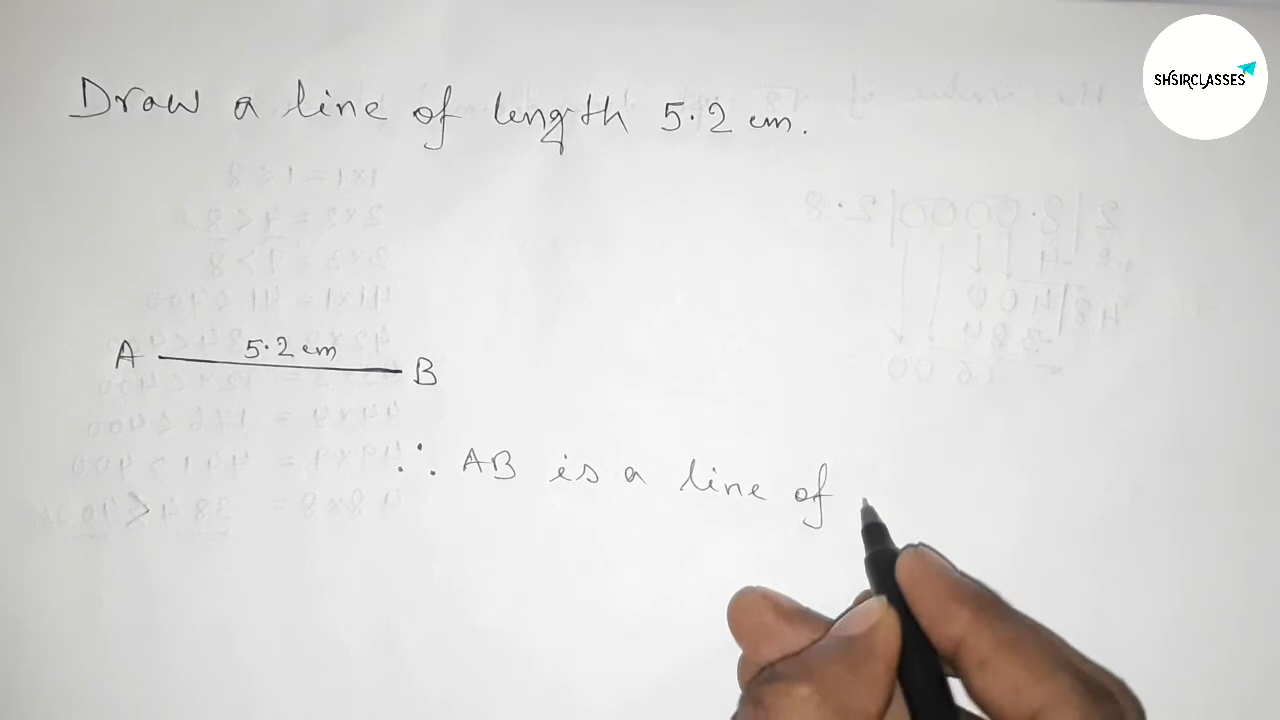 SHSIRCLASSES
Draw a line of length 5.2 cm.
A 5.2 cm B
∴ AB is a line of